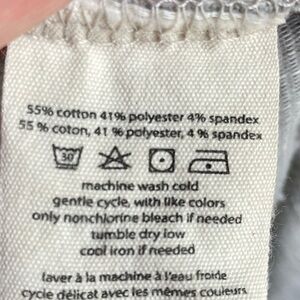 55% cotton 41% polyester 4% spandex
55 % coton, 41 % polyester, 4 % spandex
30
machine wash cold
gentle cycle, with like colors
only nonchlorine bleach if needed
tumble dry low
cool iron if needed
laver à la machine à l'eau froide
cycle délicat avec les mêmes couleurs